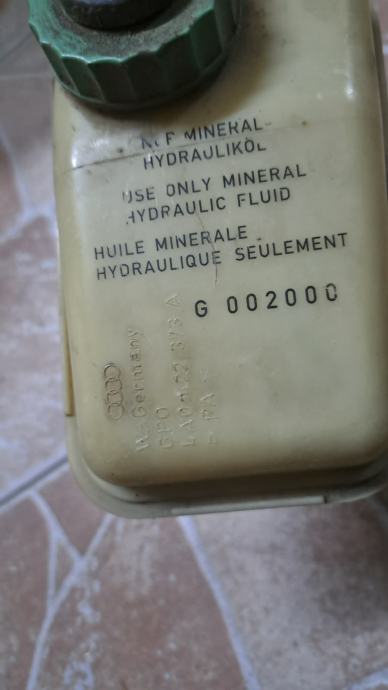 MINERAL-
HYDRAULIKÖL
USE ONLY MINERAL
HYDRAULIC FLUID
HUILE MINERALE
HYDRAULIQUE SEULEMENT
G 002000
W. Germany